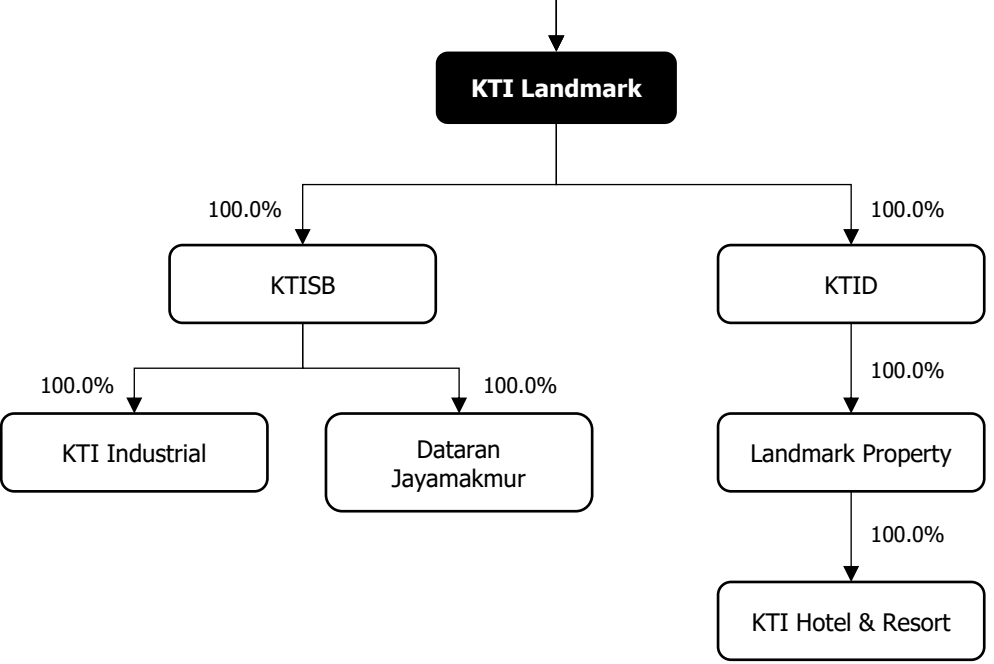 KTI Landmark
100.0%
100.0%
KTISB
KTID
100.0%
100.0%
100.0%
KTI Industrial
Dataran
Jayamakmur
Landmark Property
100.0%
KTI Hotel & Resort